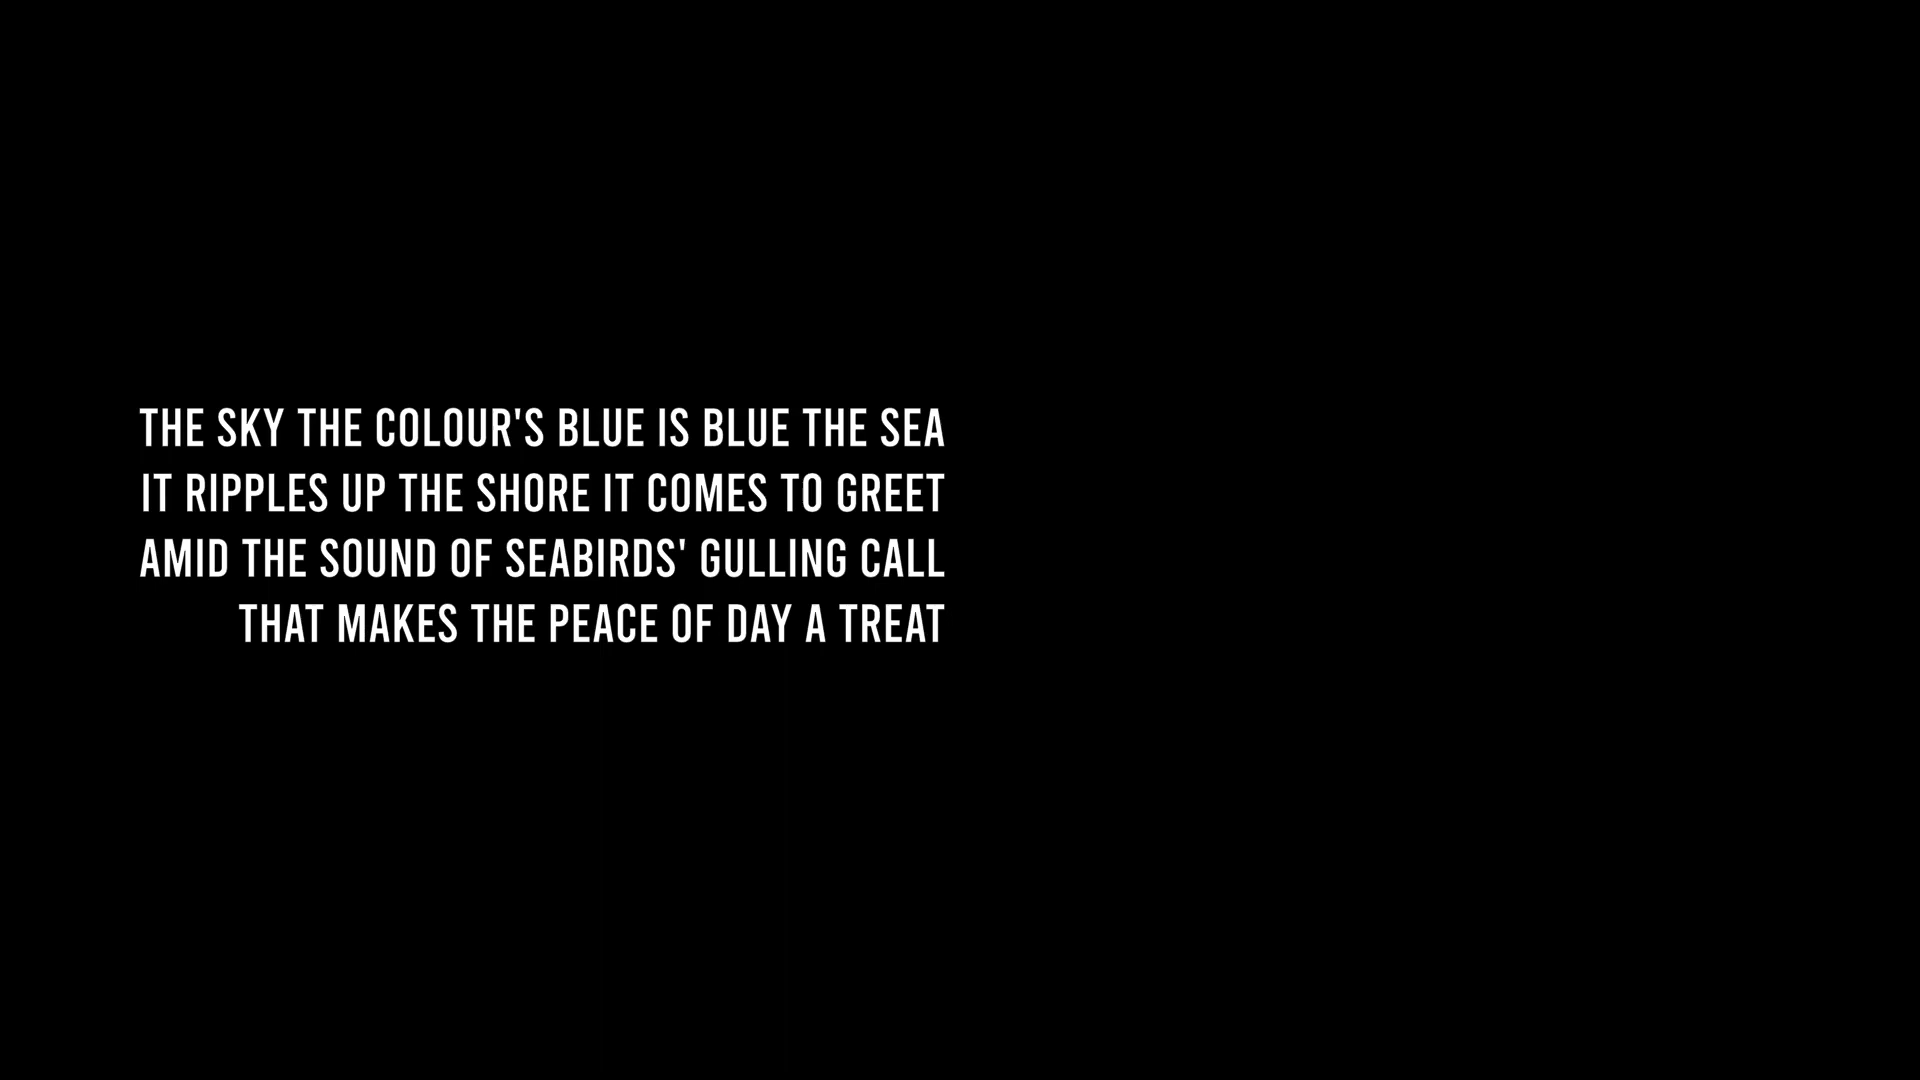 THE SKY THE COLOUR'S BLUE IS BLUE THE SEA
IT RIPPLES UP THE SHORE IT COMES TO GREET
AMID THE SOUND OF SEABIRDS' GULLING CALL
THAT MAKES THE PEACE OF DAY A TREAT